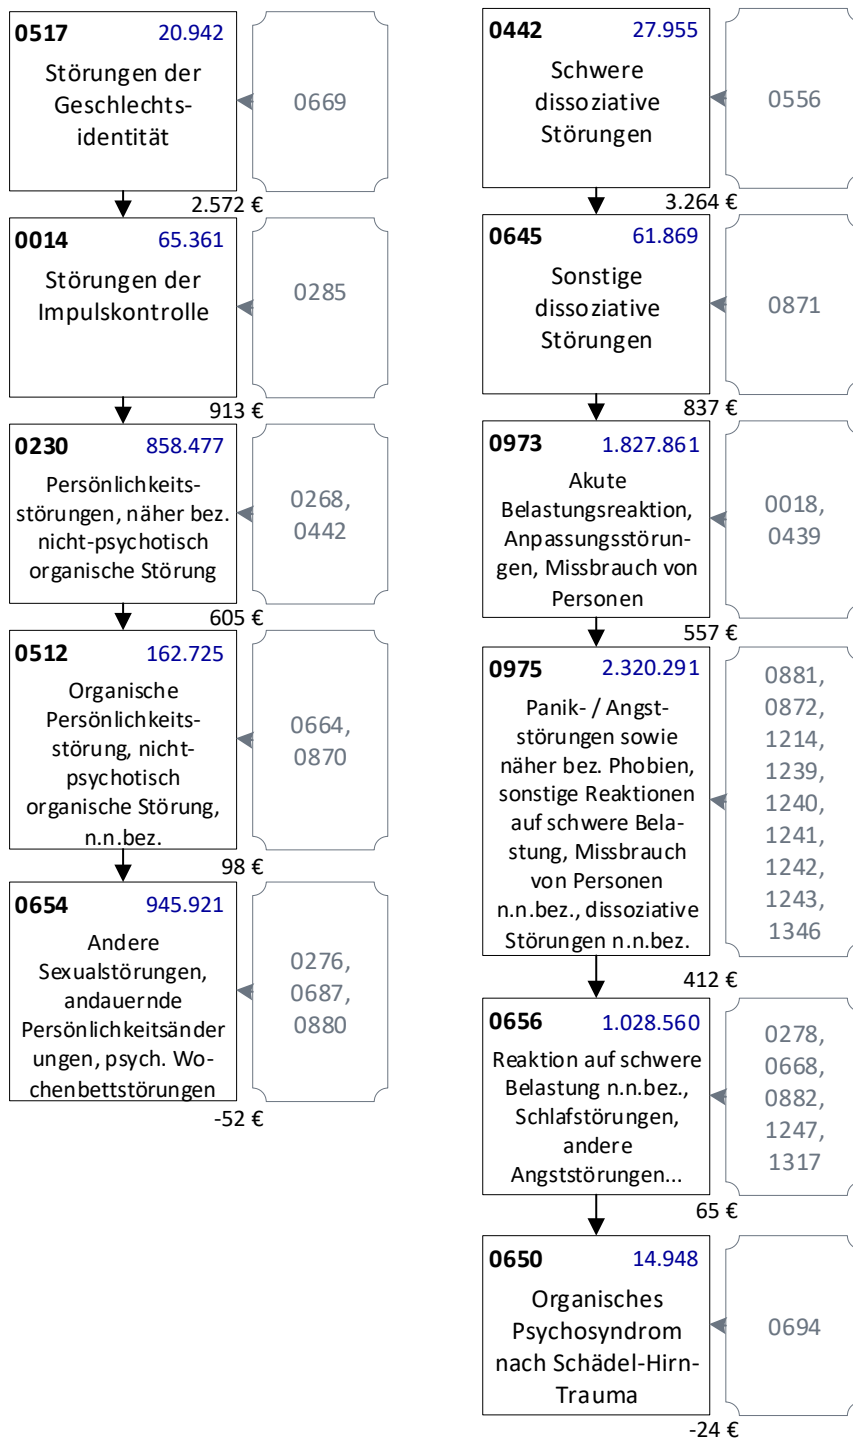 0517 20.942
Störungen der
Geschlechts-
identität
0669
2.572 €
0014 65.361
Störungen der
Impulskontrolle
0285
913 €
0230 858.477
Persönlichkeits-
störungen, näher bez.
nicht-psychotisch
organische Störung
0268,
0442
605 €
0512 162.725
Organische
Persönlichkeits-
störung, nicht-
psychotisch
organische Störung,
n.n.bez.
0664,
0870
98 €
0654 945.921
Andere
Sexualstörungen,
andauernde
Persönlichkeitsänder
ungen, psych. Wo-
chenbettstörungen
0276,
0687,
0880
-52 €
0442 27.955
Schwere
dissoziative
Störungen
0556
3.264 €
0645 61.869
Sonstige
dissoziative
Störungen
0871
837 €
0973 1.827.861
Akute
Belastungsreaktion,
Anpassungsstörun-
gen, Missbrauch von
Personen
0018,
0439
557 €
0975 2.320.291
Panik- / Angst-
störungen sowie
näher bez. Phobien,
sonstige Reaktionen
auf schwere Bela-
stung, Missbrauch
von Personen
n.n.bez., dissoziative
Störungen n.n.bez.
0881,
0872,
1214,
1239,
1240,
1241,
1242,
1243,
1346
412 €
0656 1.028.560
Reaktion auf schwere
Belastung n.n.bez.,
Schlafstörungen,
andere
Angststörungen...
0278,
0668,
0882,
1247,
1317
65 €
0650 14.948
Organisches
Psychosyndrom
nach Schädel-Hirn-
Trauma
0694
-24 €